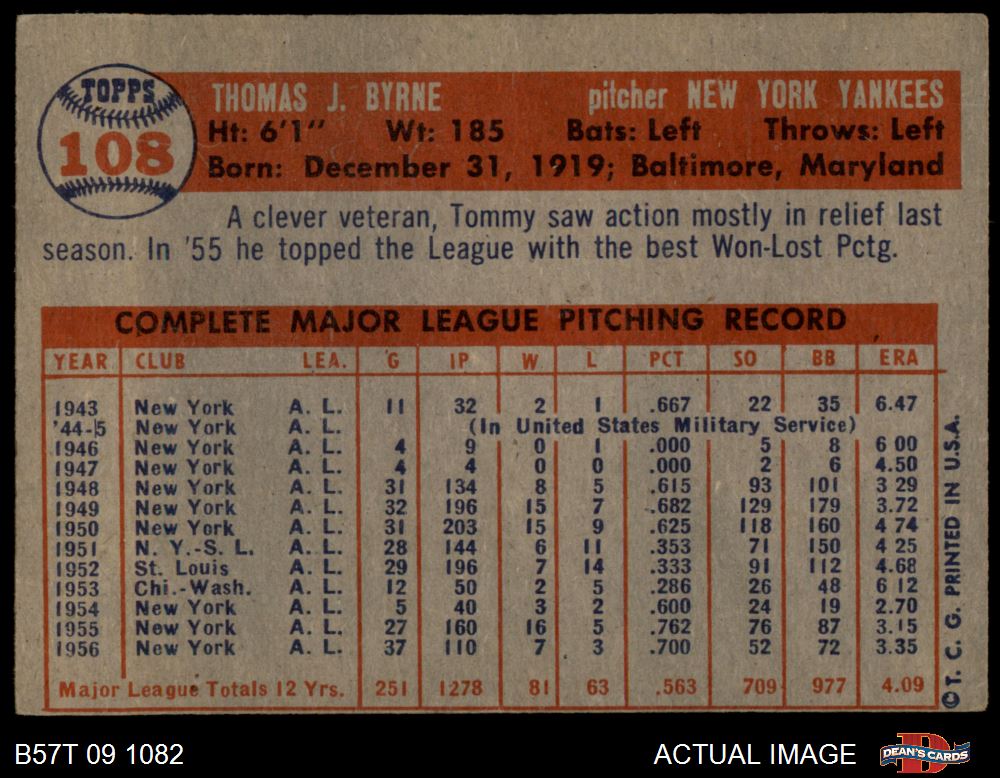 TOPPS
108
THOMAS J. BYRNE pitcher NEW YORK YANKEES
Ht: 6'1" Wt: 185 Bats: Left Throws: Left
Born: December 31, 1919; Baltimore, Maryland
A clever veteran, Tommy saw action mostly in relief last
season. In '55 he topped the League with the best Won-Lost Pctg.
COMPLETE MAJOR LEAGUE PITCHING RECORD
YEAR CLUB LEA. G IP W L PCT SO BB ERA
1943 New York A. L. 11 32 2 1 .667 22 35 6.47
'44-5 New York A. L. (In United States Military Service)
1946 New York A. L. 4 9 0 1 .000 5 8 6 00
1947 New York A. L. 4 4 0 0 .000 2 6 4.50
1948 New York A. L. 31 134 8 5 .615 93 101 3 29
1949 New York A. L. 32 196 15 7 .682 129 179 3.72
1950 New York A. L. 31 203 15 9 .625 118 160 4 74
1951 N. Y.-S. L. A. L. 28 144 6 11 .353 71 150 4 25
1952 St. Louis A. L. 29 196 7 14 .333 91 112 4.68
1953 Chi.-Wash. A. L. 12 50 2 5 .286 26 48 6 12
1954 New York A. L. 5 40 3 2 .600 24 19 2.70
1955 New York A. L. 27 160 16 5 .762 76 87 3.15
1956 New York A. L. 37 110 7 3 .700 52 72 3.35
Major League Totals 12 Yrs. 251 1278 81 63 .563 709 977 4.09
©T. C. G. PRINTED IN U.S.A.
B57T 09 1082 ACTUAL IMAGE
DEAN'S CARDS